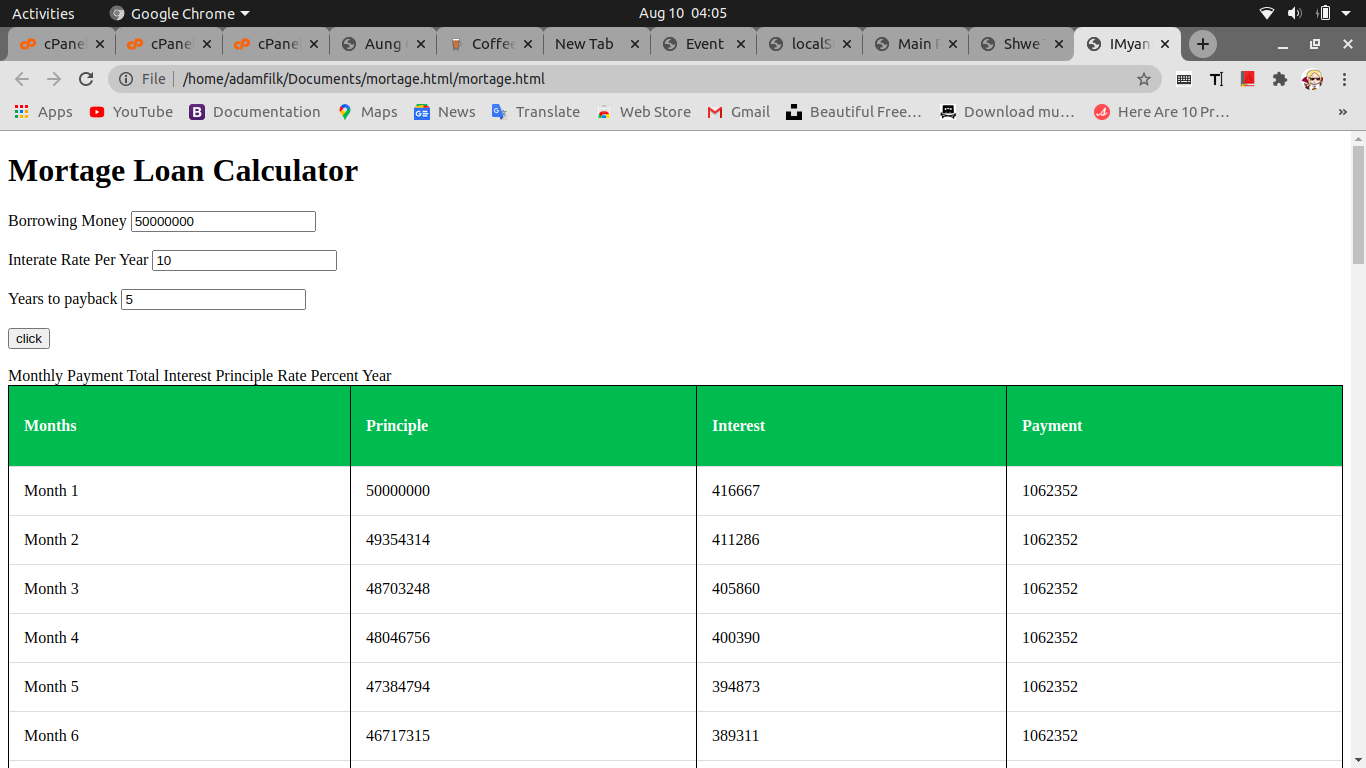 Activities Google Chrome Aug 10 04:05
cPane cPane cPane Aung Coffee New Tab Event localS Main Shwe IMyan
File /home/adamfilk/Documents/mortage.html/mortage.html
Apps YouTube Documentation Maps News Translate Web Store Gmail Beautiful Free… Download mu… Here Are 10 Pr… »
Mortage Loan Calculator
Borrowing Money 50000000
Interate Rate Per Year 10
Years to payback 5
click
Monthly Payment Total Interest Principle Rate Percent Year
Months Principle Interest Payment
Month 1 50000000 416667 1062352
Month 2 49354314 411286 1062352
Month 3 48703248 405860 1062352
Month 4 48046756 400390 1062352
Month 5 47384794 394873 1062352
Month 6 46717315 389311 1062352